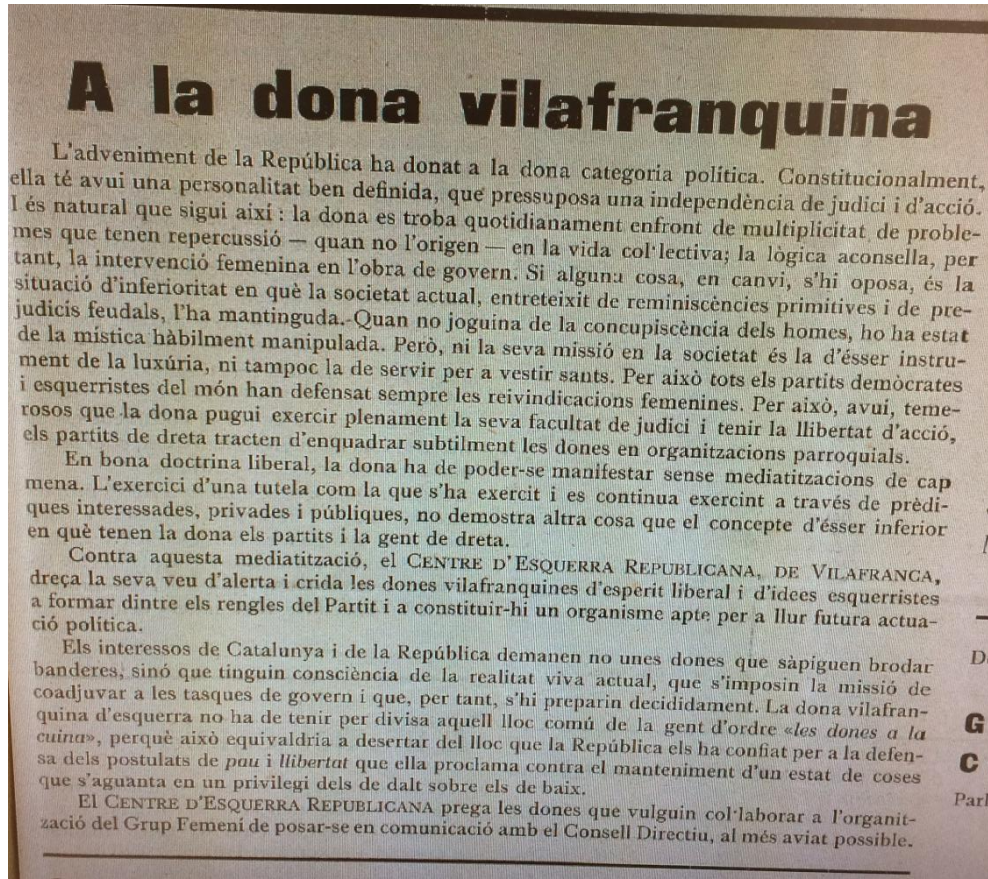 A la dona vilafranquina
L'adveniment de la República ha donat a la dona categoria política. Constitucionalment,
ella té avui una personalitat ben definida, que pressuposa una independència de judici i d'acció.
I és natural que sigui així : la dona es troba quotidianament enfront de multiplicitat de proble-
mes que tenen repercussió — quan no l'origen — en la vida col·lectiva; la lògica aconsella, per
tant, la intervenció femenina en l'obra de govern. Si alguna cosa, en canvi, s'hi oposa, és la
situació d'inferioritat en què la societat actual, entreteixit de reminiscències primitives i de pre-
judicis feudals, l'ha mantinguda. Quan no joguina de la concupiscència dels homes, ho ha estat
de la mística hàbilment manipulada. Però, ni la seva missió en la societat és la d'ésser instru-
ment de la luxúria, ni tampoc la de servir per a vestir sants. Per això tots els partits demòcrates
i esquerristes del món han defensat sempre les reivindicacions femenines. Per això, avui, teme-
rosos que la dona pugui exercir plenament la seva facultat de judici i tenir la llibertat d'acció,
els partits de dreta tracten d'enquadrar subtilment les dones en organitzacions parroquials.
En bona doctrina liberal, la dona ha de poder-se manifestar sense mediatitzacions de cap
mena. L'exercici d'una tutela com la que s'ha exercit i es continua exercint a través de prèdi-
ques interessades, privades i públiques, no demostra altra cosa que el concepte d'ésser inferior
en què tenen la dona els partits i la gent de dreta.
Contra aquesta mediatització, el CENTRE D'ESQUERRA REPUBLICANA, DE VILAFRANCA,
dreça la seva veu d'alerta i crida les dones vilafranquines d'esperit liberal i d'idees esquerristes
a formar dintre els rengles del Partit i a constituir-hi un organisme apte per a llur futura actua-
ció política.
Els interessos de Catalunya i de la República demanen no unes dones que sàpiguen brodar
banderes, sinó que tinguin consciència de la realitat viva actual, que s'imposin la missió de
coadjuvar a les tasques de govern i que, per tant, s'hi preparin decididament. La dona vilafran-
quina d'esquerra no ha de tenir per divisa aquell lloc comú de la gent d'ordre «les dones a la
cuina», perquè això equivaldria a desertar del lloc que la República els ha confiat per a la defen-
sa dels postulats de pau i llibertat que ella proclama contra el manteniment d'un estat de coses
que s'aguanta en un privilegi dels de dalt sobre els de baix.
El CENTRE D'ESQUERRA REPUBLICANA prega les dones que vulguin col·laborar a l'organit-
zació del Grup Femení de posar-se en comunicació amb el Consell Directiu, al més aviat possible.
G
C
Parl